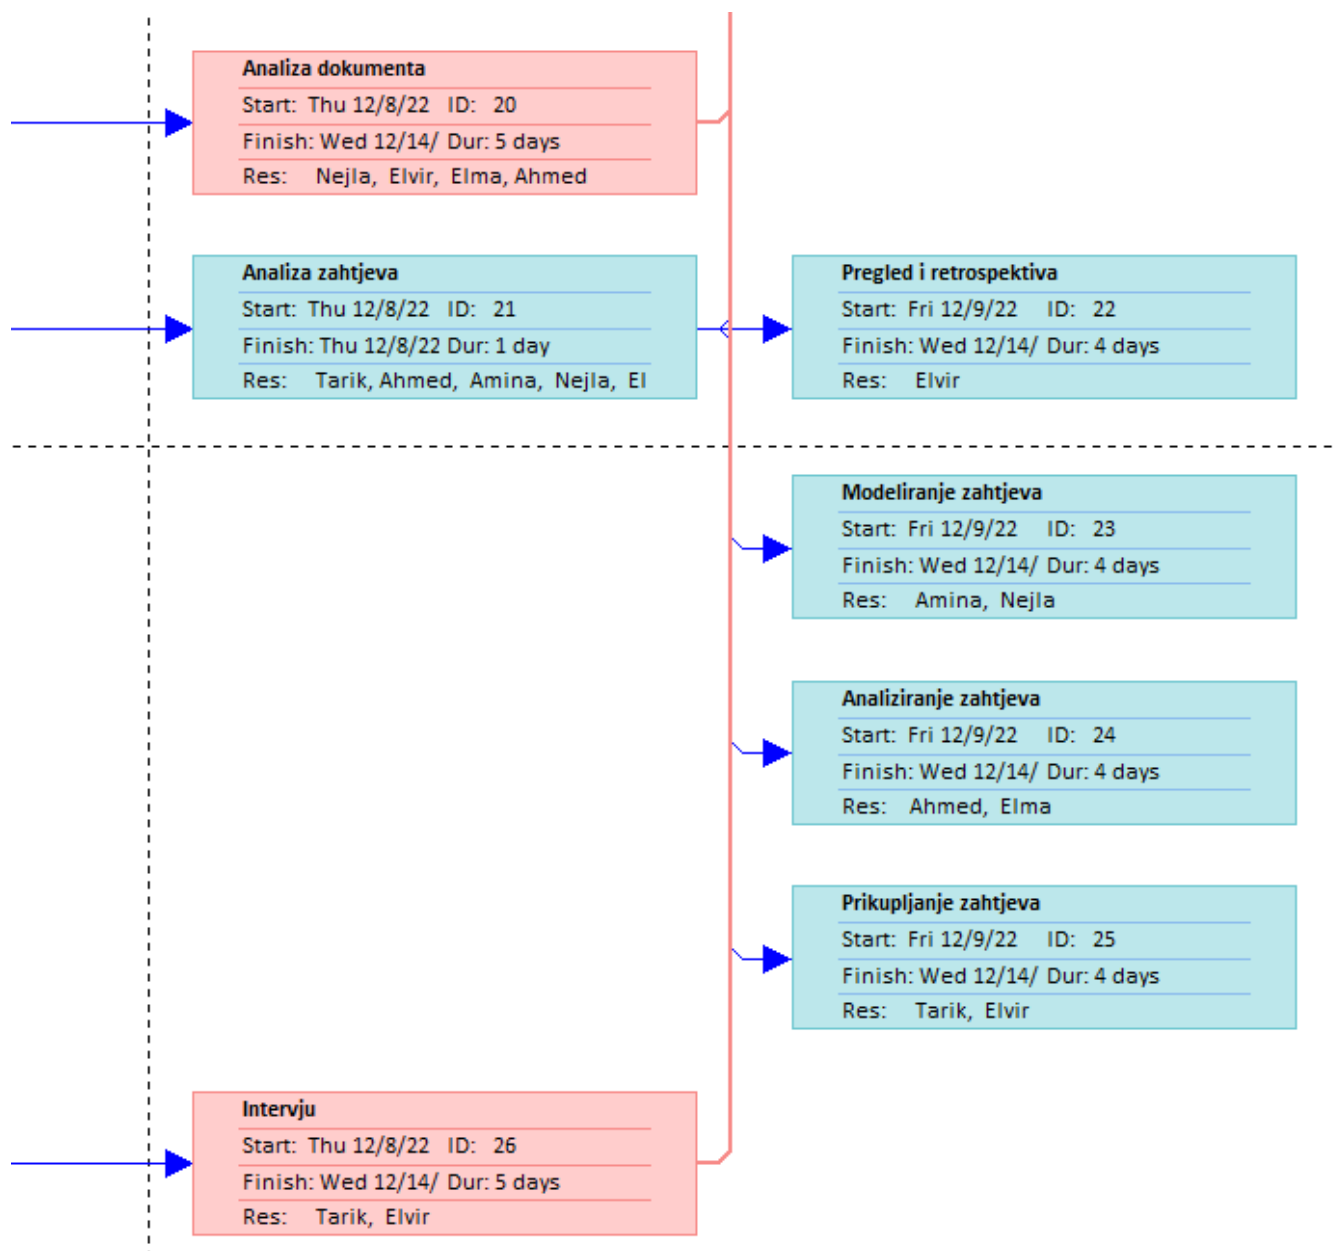 Analiza dokumenta
Start: Thu 12/8/22 ID: 20
Finish: Wed 12/14/ Dur: 5 days
Res: Nejla, Elvir, Elma, Ahmed
Analiza zahtjeva
Start: Thu 12/8/22 ID: 21
Finish: Thu 12/8/22 Dur: 1 day
Res: Tarik, Ahmed, Amina, Nejla, El
Pregled i retrospektiva
Start: Fri 12/9/22 ID: 22
Finish: Wed 12/14/ Dur: 4 days
Res: Elvir
Modeliranje zahtjeva
Start: Fri 12/9/22 ID: 23
Finish: Wed 12/14/ Dur: 4 days
Res: Amina, Nejla
Analiziranje zahtjeva
Start: Fri 12/9/22 ID: 24
Finish: Wed 12/14/ Dur: 4 days
Res: Ahmed, Elma
Prikupljanje zahtjeva
Start: Fri 12/9/22 ID: 25
Finish: Wed 12/14/ Dur: 4 days
Res: Tarik, Elvir
Intervju
Start: Thu 12/8/22 ID: 26
Finish: Wed 12/14/ Dur: 5 days
Res: Tarik, Elvir